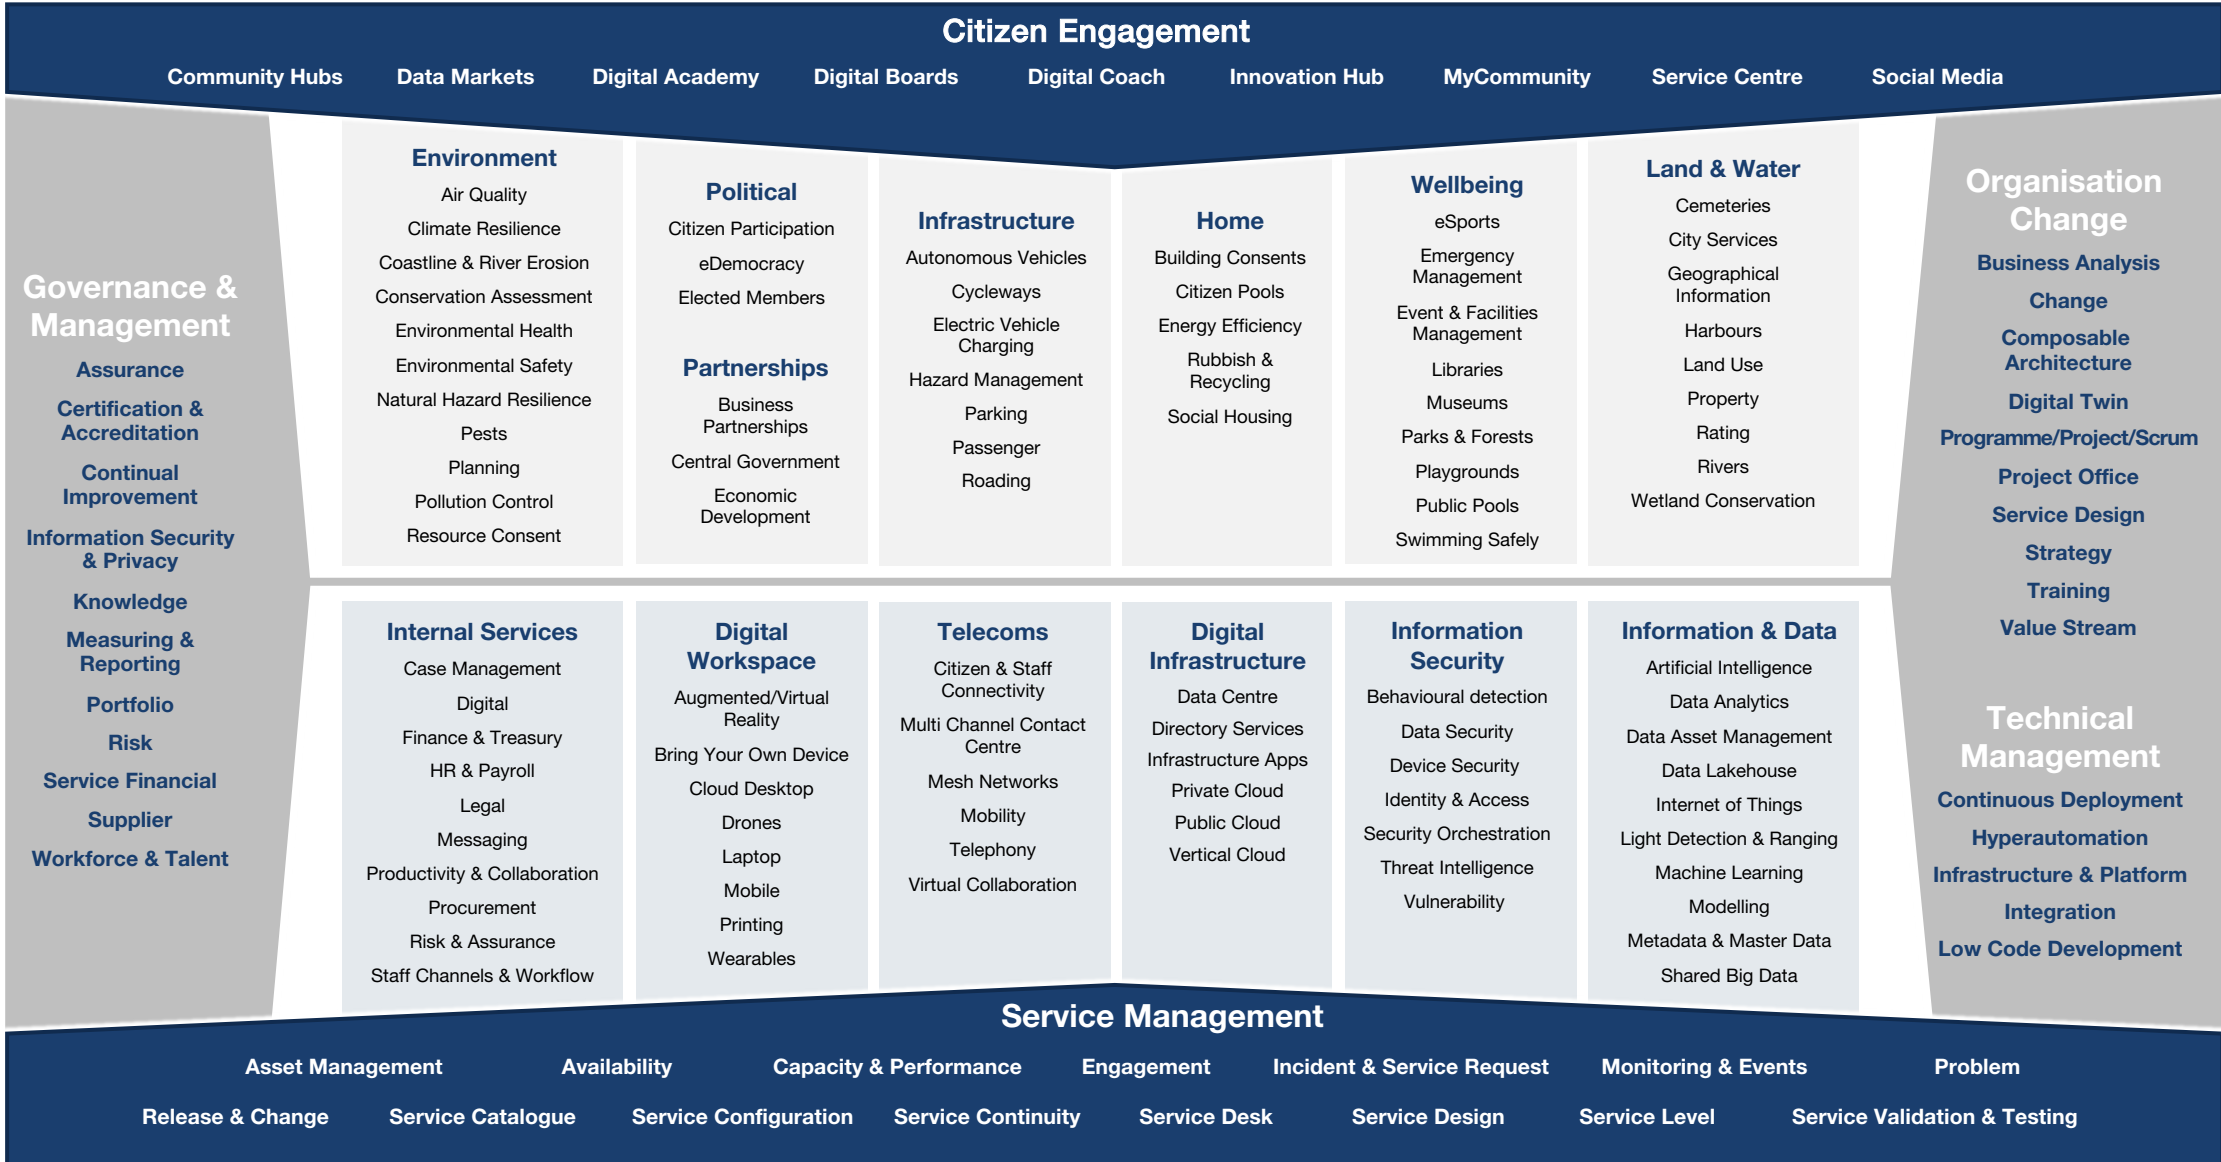 Citizen Engagement
Community Hubs Data Markets Digital Academy Digital Boards Digital Coach Innovation Hub MyCommunity Service Centre Social Media
Governance &
Management
Assurance
Certification &
Accreditation
Continual
Improvement
Information Security
& Privacy
Knowledge
Measuring &
Reporting
Portfolio
Risk
Service Financial
Supplier
Workforce & Talent
Environment
Air Quality
Climate Resilience
Coastline & River Erosion
Conservation Assessment
Environmental Health
Environmental Safety
Natural Hazard Resilience
Pests
Planning
Pollution Control
Resource Consent
Political
Citizen Participation
eDemocracy
Elected Members
Partnerships
Business
Partnerships
Central Government
Economic
Development
Infrastructure
Autonomous Vehicles
Cycleways
Electric Vehicle
Charging
Hazard Management
Parking
Passenger
Roading
Home
Building Consents
Citizen Pools
Energy Efficiency
Rubbish &
Recycling
Social Housing
Wellbeing
eSports
Emergency
Management
Event & Facilities
Management
Libraries
Museums
Parks & Forests
Playgrounds
Public Pools
Swimming Safely
Land & Water
Cemeteries
City Services
Geographical
Information
Harbours
Land Use
Property
Rating
Rivers
Wetland Conservation
Internal Services
Case Management
Digital
Finance & Treasury
HR & Payroll
Legal
Messaging
Productivity & Collaboration
Procurement
Risk & Assurance
Staff Channels & Workflow
Digital
Workspace
Augmented/Virtual
Reality
Bring Your Own Device
Cloud Desktop
Drones
Laptop
Mobile
Printing
Wearables
Telecoms
Citizen & Staff
Connectivity
Multi Channel Contact
Centre
Mesh Networks
Mobility
Telephony
Virtual Collaboration
Digital
Infrastructure
Data Centre
Directory Services
Infrastructure Apps
Private Cloud
Public Cloud
Vertical Cloud
Information
Security
Behavioural detection
Data Security
Device Security
Identity & Access
Security Orchestration
Threat Intelligence
Vulnerability
Information & Data
Artificial Intelligence
Data Analytics
Data Asset Management
Data Lakehouse
Internet of Things
Light Detection & Ranging
Machine Learning
Modelling
Metadata & Master Data
Shared Big Data
Organisation
Change
Business Analysis
Change
Composable
Architecture
Digital Twin
Programme/Project/Scrum
Project Office
Service Design
Strategy
Training
Value Stream
Technical
Management
Continuous Deployment
Hyperautomation
Infrastructure & Platform
Integration
Low Code Development
Service Management
Asset Management Availability Capacity & Performance Engagement Incident & Service Request Monitoring & Events Problem
Release & Change Service Catalogue Service Configuration Service Continuity Service Desk Service Design Service Level Service Validation & Testing